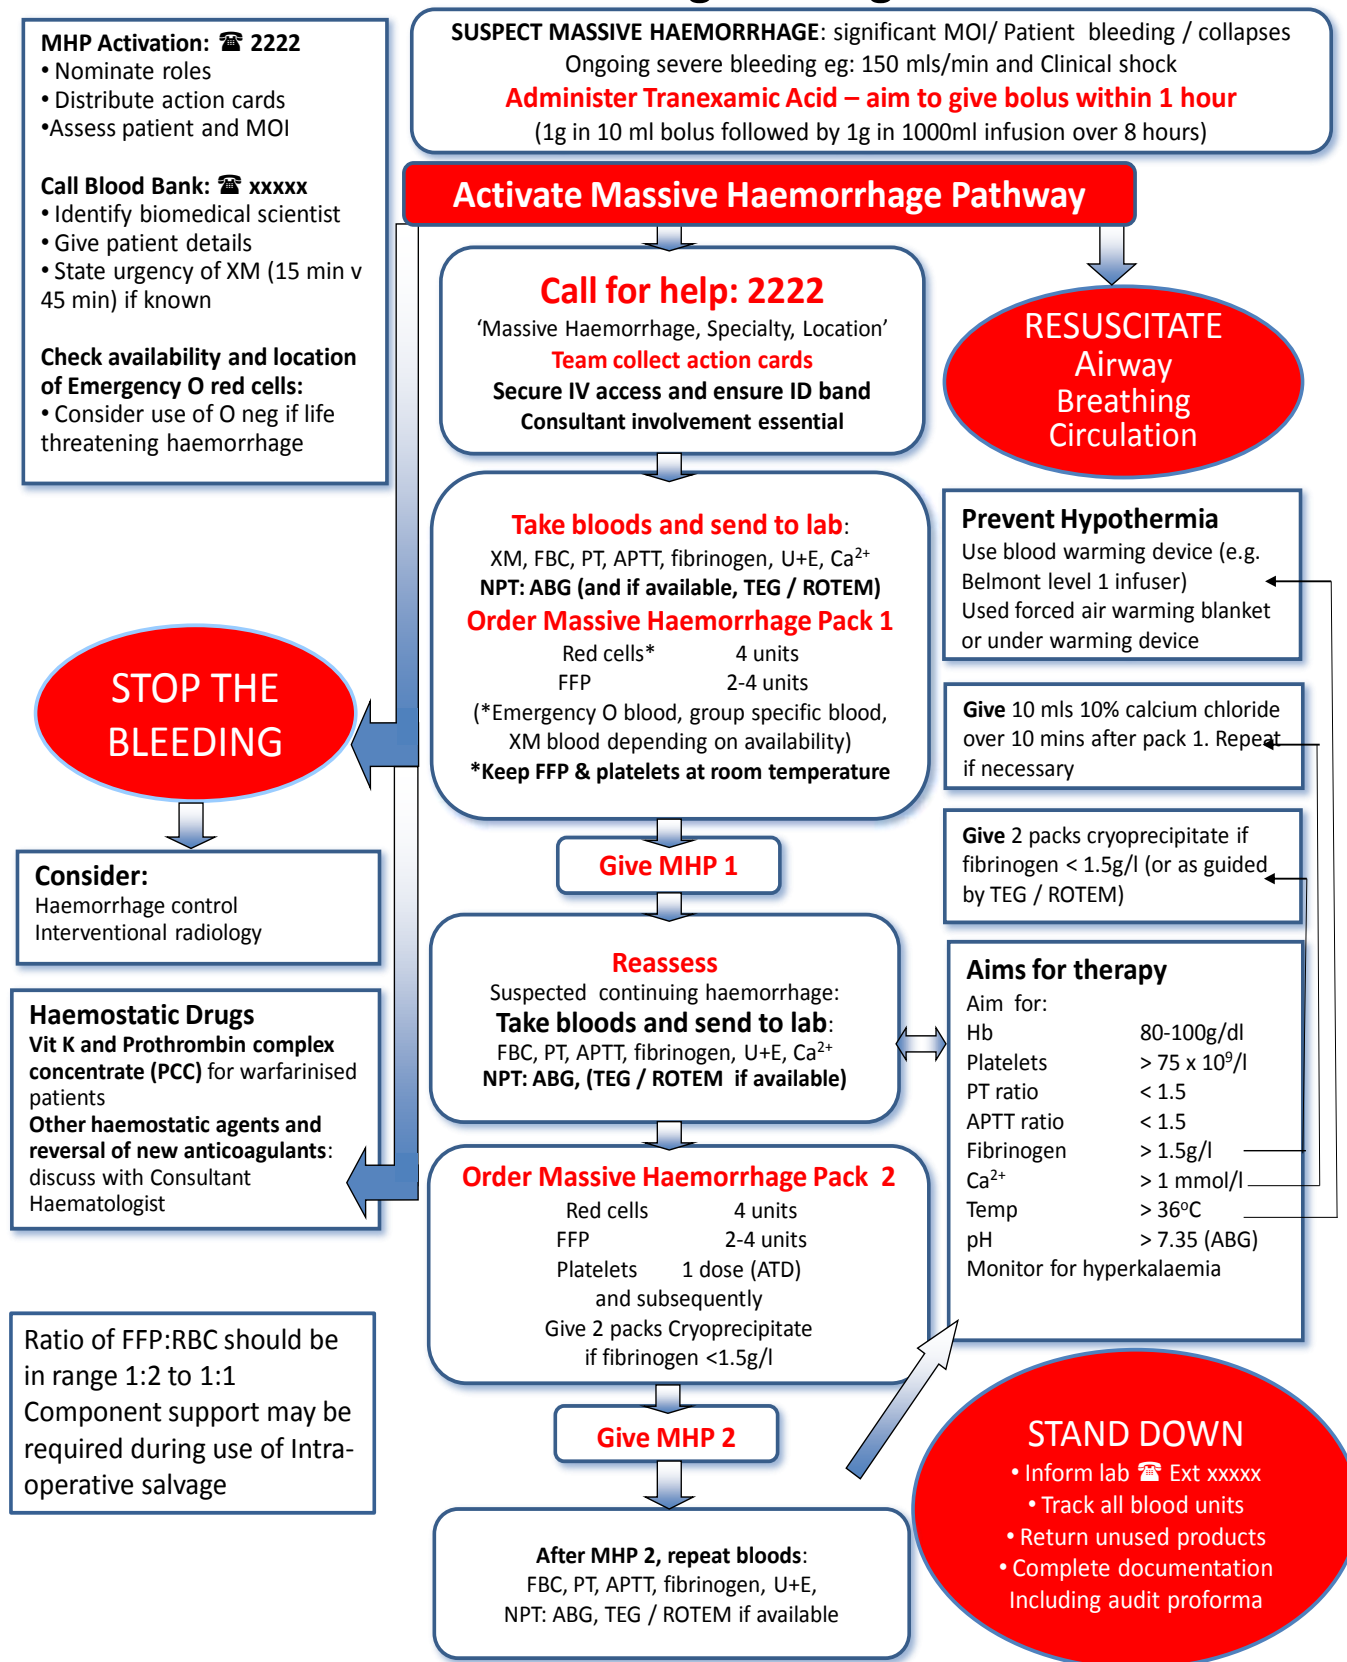 SUSPECT MASSIVE HAEMORRHAGE: significant MOI/ Patient bleeding / collapses
Ongoing severe bleeding eg: 150 mls/min and Clinical shock
Administer Tranexamic Acid – aim to give bolus within 1 hour
(1g in 10 ml bolus followed by 1g in 1000ml infusion over 8 hours)
MHP Activation: ☎ 2222
• Nominate roles
• Distribute action cards
•Assess patient and MOI
Call Blood Bank: ☎ xxxxx
• Identify biomedical scientist
• Give patient details
• State urgency of XM (15 min v
45 min) if known
Check availability and location
of Emergency O red cells:
• Consider use of O neg if life
threatening haemorrhage
Activate Massive Haemorrhage Pathway
Call for help: 2222
‘Massive Haemorrhage, Specialty, Location’
Team collect action cards
Secure IV access and ensure ID band
Consultant involvement essential
RESUSCITATE
Airway
Breathing
Circulation
Take bloods and send to lab:
XM, FBC, PT, APTT, fibrinogen, U+E, Ca²⁺
NPT: ABG (and if available, TEG / ROTEM)
Order Massive Haemorrhage Pack 1
Red cells* 4 units
FFP 2-4 units
(*Emergency O blood, group specific blood,
XM blood depending on availability)
*Keep FFP & platelets at room temperature
Prevent Hypothermia
Use blood warming device (e.g.
Belmont level 1 infuser)
Used forced air warming blanket
or under warming device
STOP THE
BLEEDING
Give 10 mls 10% calcium chloride
over 10 mins after pack 1. Repeat
if necessary
Give 2 packs cryoprecipitate if
fibrinogen < 1.5g/l (or as guided
by TEG / ROTEM)
Give MHP 1
Consider:
Haemorrhage control
Interventional radiology
Reassess
Suspected continuing haemorrhage:
Take bloods and send to lab:
FBC, PT, APTT, fibrinogen, U+E, Ca²⁺
NPT: ABG, (TEG / ROTEM if available)
Aims for therapy
Aim for:
Hb 80-100g/dl
Platelets > 75 x 10⁹/l
PT ratio < 1.5
APTT ratio < 1.5
Fibrinogen > 1.5g/l
Ca²⁺ > 1 mmol/l
Temp > 36°C
pH > 7.35 (ABG)
Monitor for hyperkalaemia
Haemostatic Drugs
Vit K and Prothrombin complex
concentrate (PCC) for warfarinised
patients
Other haemostatic agents and
reversal of new anticoagulants:
discuss with Consultant
Haematologist
Order Massive Haemorrhage Pack 2
Red cells 4 units
FFP 2-4 units
Platelets 1 dose (ATD)
and subsequently
Give 2 packs Cryoprecipitate
if fibrinogen <1.5g/l
Ratio of FFP:RBC should be
in range 1:2 to 1:1
Component support may be
required during use of Intra-
operative salvage
Give MHP 2
After MHP 2, repeat bloods:
FBC, PT, APTT, fibrinogen, U+E,
NPT: ABG, TEG / ROTEM if available
STAND DOWN
• Inform lab ☎ Ext xxxxx
• Track all blood units
• Return unused products
• Complete documentation
Including audit proforma